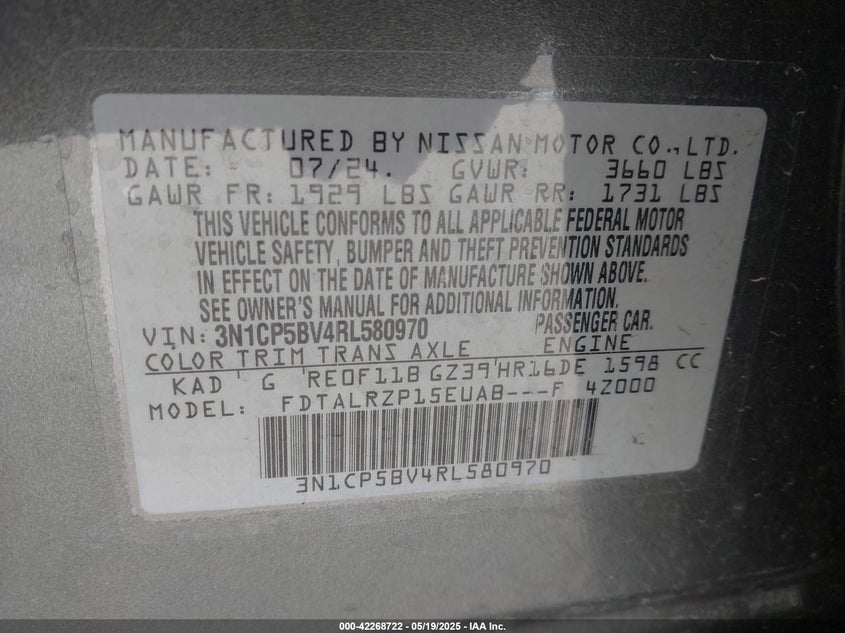 MANUFACTURED BY NISSAN MOTOR CO.,LTD.
DATE: 07/24. GVWR: 3660 LBS
GAWR FR: 1929 LBS GAWR RR: 1731 LBS
THIS VEHICLE CONFORMS TO ALL APPLICABLE FEDERAL MOTOR
VEHICLE SAFETY, BUMPER AND THEFT PREVENTION STANDARDS
IN EFFECT ON THE DATE OF MANUFACTURE SHOWN ABOVE.
SEE OWNER'S MANUAL FOR ADDITIONAL INFORMATION.
VIN: 3N1CP5BV4RL580970 PASSENGER CAR.
COLOR TRIM TRANS AXLE ENGINE
KAD G RE0F11B GZ39 HR16DE 1598 CC
MODEL: FDTALRZP15EUAB---F 4Z000
3N1CP5BV4RL580970
000-42268722 - 05/19/2025 - IAA Inc.